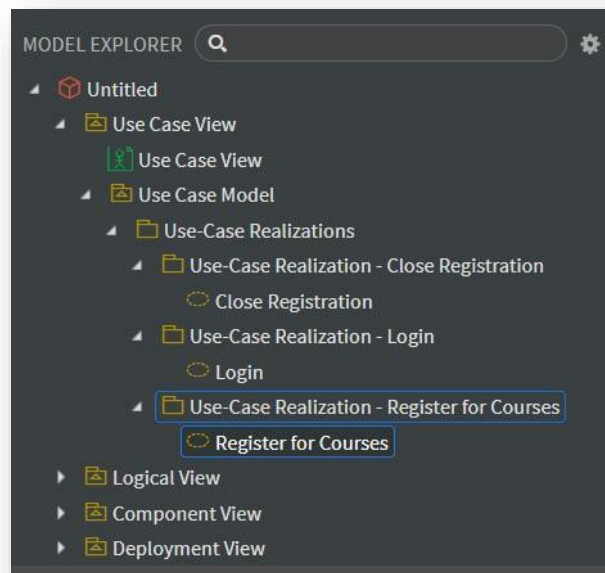 MODEL EXPLORER
Untitled
Use Case View
Use Case View
Use Case Model
Use-Case Realizations
Use-Case Realization - Close Registration
Close Registration
Use-Case Realization - Login
Login
Use-Case Realization - Register for Courses
Register for Courses
Logical View
Component View
Deployment View